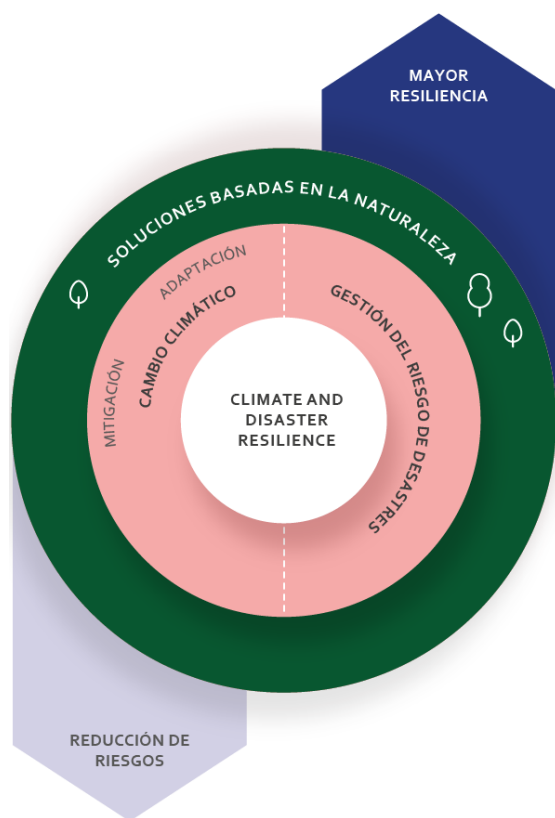 MAYOR
RESILIENCIA
SOLUCIONES BASADAS EN LA NATURALEZA
ADAPTACIÓN
MITIGACIÓN
CAMBIO CLIMÁTICO
GESTIÓN DEL RIESGO DE DESASTRES
CLIMATE AND
DISASTER
RESILIENCE
REDUCCIÓN DE
RIESGOS